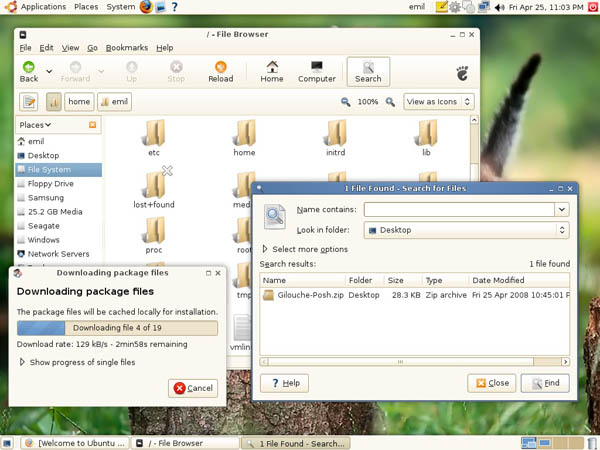 Applications Places System
emil Fri Apr 25, 11:03 PM
/ - File Browser
File Edit View Go Bookmarks Help
Back Forward Up Stop Reload Home Computer Search
home emil 100% View as Icons
Places
emil
Desktop
File System
Floppy Drive
Samsung
25.2 GB Media
Seagate
Windows
Network Servers
etc home initrd lib
lost+found med
proc root
tmp
vmlin
1 File Found - Search for Files
Name contains:
Look in folder: Desktop
Select more options
Search results: 1 file found
Name Folder Size Type Date Modified
Gilouche-Posh.zip Desktop 28.3 KB Zip archive Fri 25 Apr 2008 10:45:01 P
Help Close Find
Downloading package files
Downloading package files
The package files will be cached locally for installation.
Downloading file 4 of 19
Download rate: 129 kB/s - 2min58s remaining
Show progress of single files
Cancel
[Welcome to Ubuntu ... / - File Browser 1 File Found - Search...